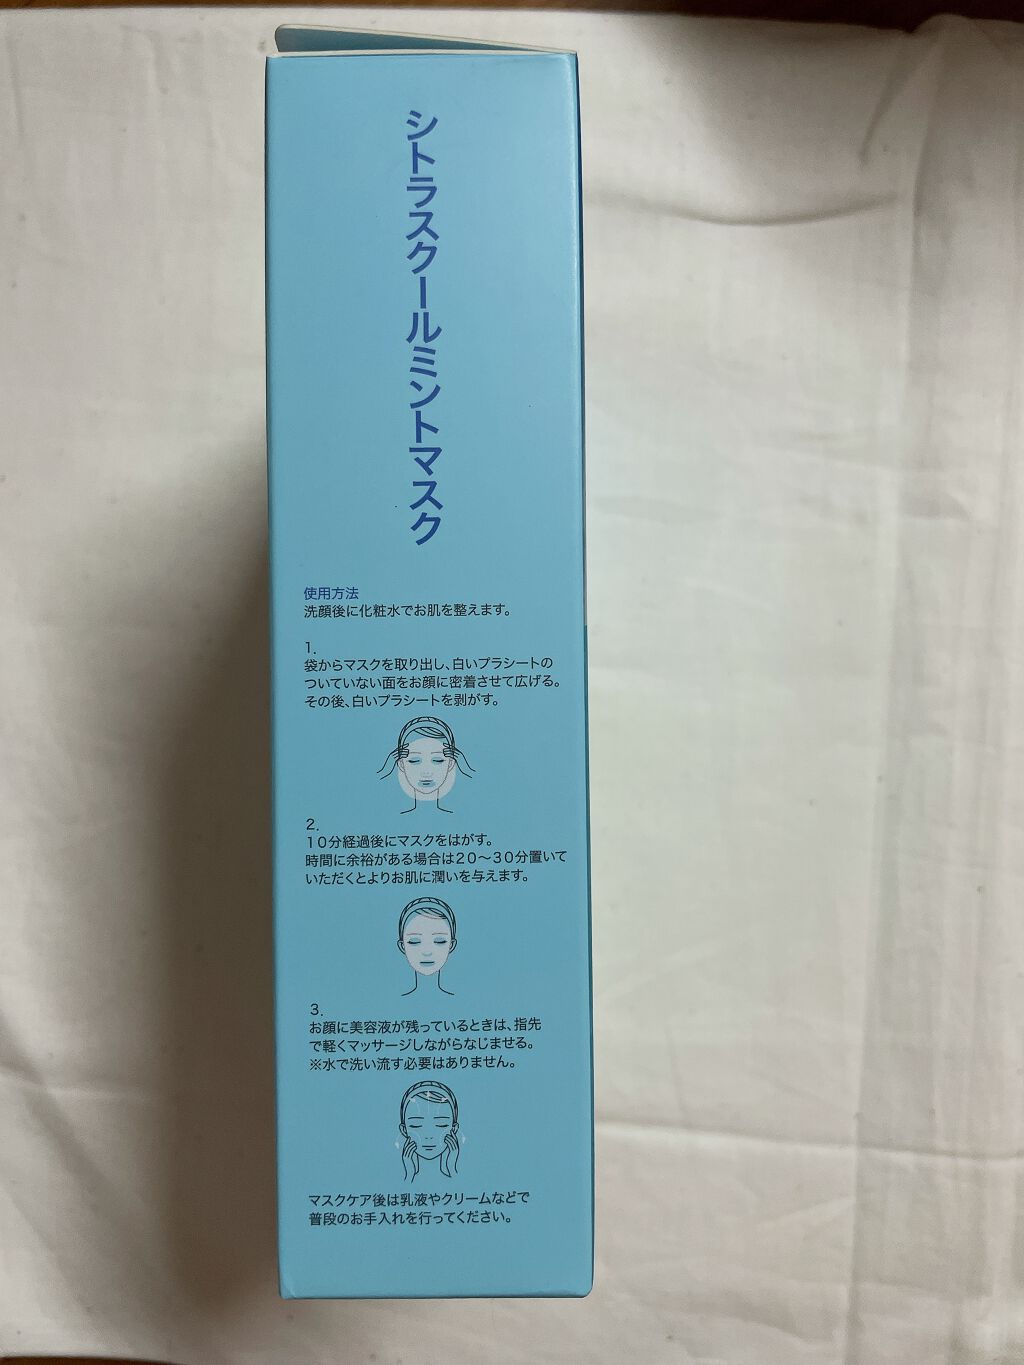 シトラスクールミントマスク
使用方法
洗顔後に化粧水でお肌を整えます。
1.
袋からマスクを取り出し、白いプラシートの
ついていない面をお顔に密着させて広げる。
その後、白いプラシートを剥がす。
2.
10分経過後にマスクをはがす。
時間に余裕がある場合は20〜30分置いて
いただくとよりお肌に潤いを与えます。
3.
お顔に美容液が残っているときは、指先
で軽くマッサージしながらなじませる。
※水で洗い流す必要はありません。
マスクケア後は乳液やクリームなどで
普段のお手入れを行ってください。